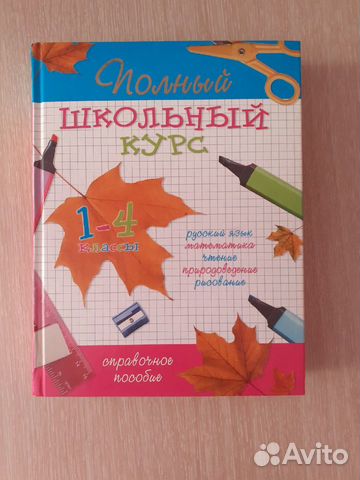 Полный
ШКОЛЬНЫЙ
КУРС
1-4
классы
русский язык
математика
чтение
природоведение
рисование
справочное
пособие
Avito